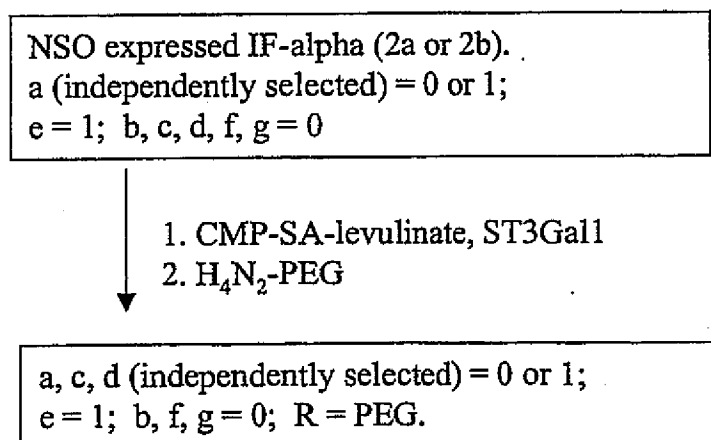 NSO expressed IF-alpha (2a or 2b).
a (independently selected) = 0 or 1;
e = 1; b, c, d, f, g = 0
1. CMP-SA-levulinate, ST3Gal1
2. H₄N₂-PEG
a, c, d (independently selected) = 0 or 1;
e = 1; b, f, g = 0; R = PEG.